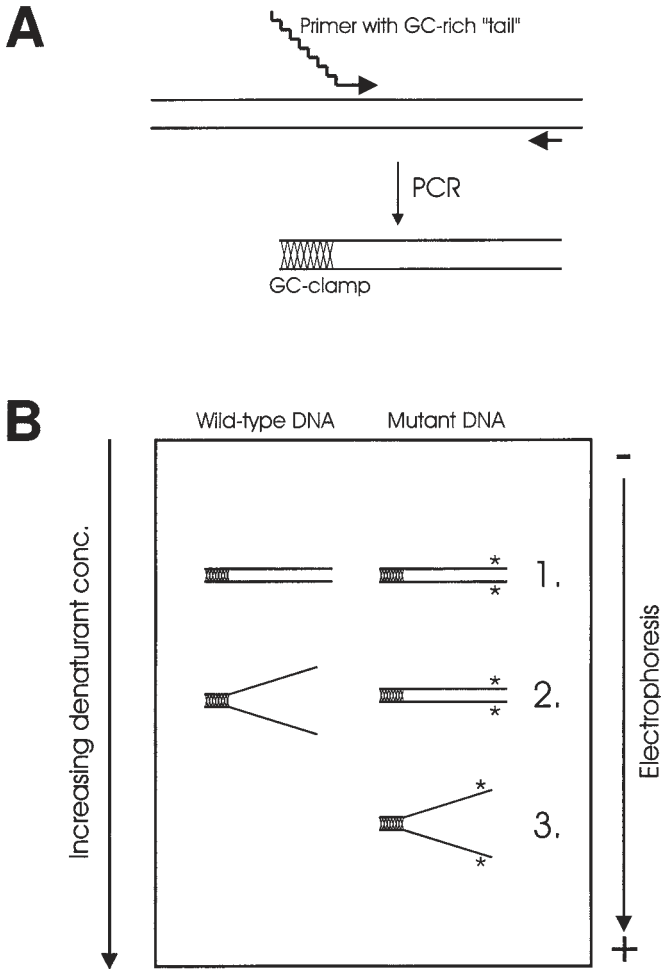 A
Primer with GC-rich "tail"
PCR
GC-clamp
B
Wild-type DNA
Mutant DNA
Increasing denaturant conc.
-
*
*
1.
*
*
2.
*
*
3.
Electrophoresis
+